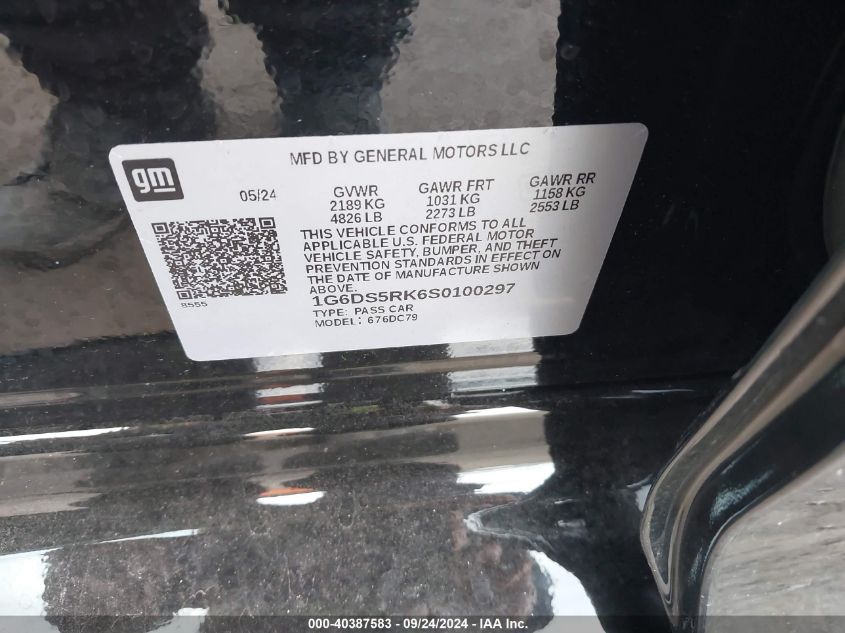 MFD BY GENERAL MOTORS LLC
gm
05/24
GVWR
2189 KG
4826 LB
GAWR FRT
1031 KG
2273 LB
GAWR RR
1158 KG
2553 LB
THIS VEHICLE CONFORMS TO ALL
APPLICABLE U.S. FEDERAL MOTOR
VEHICLE SAFETY, BUMPER, AND THEFT
PREVENTION STANDARDS IN EFFECT ON
THE DATE OF MANUFACTURE SHOWN
ABOVE.
8555
1G6DS5RK6S0100297
TYPE: PASS CAR
MODEL: 676DC79
000-40387583 / 09/24/2024 - IAA Inc.